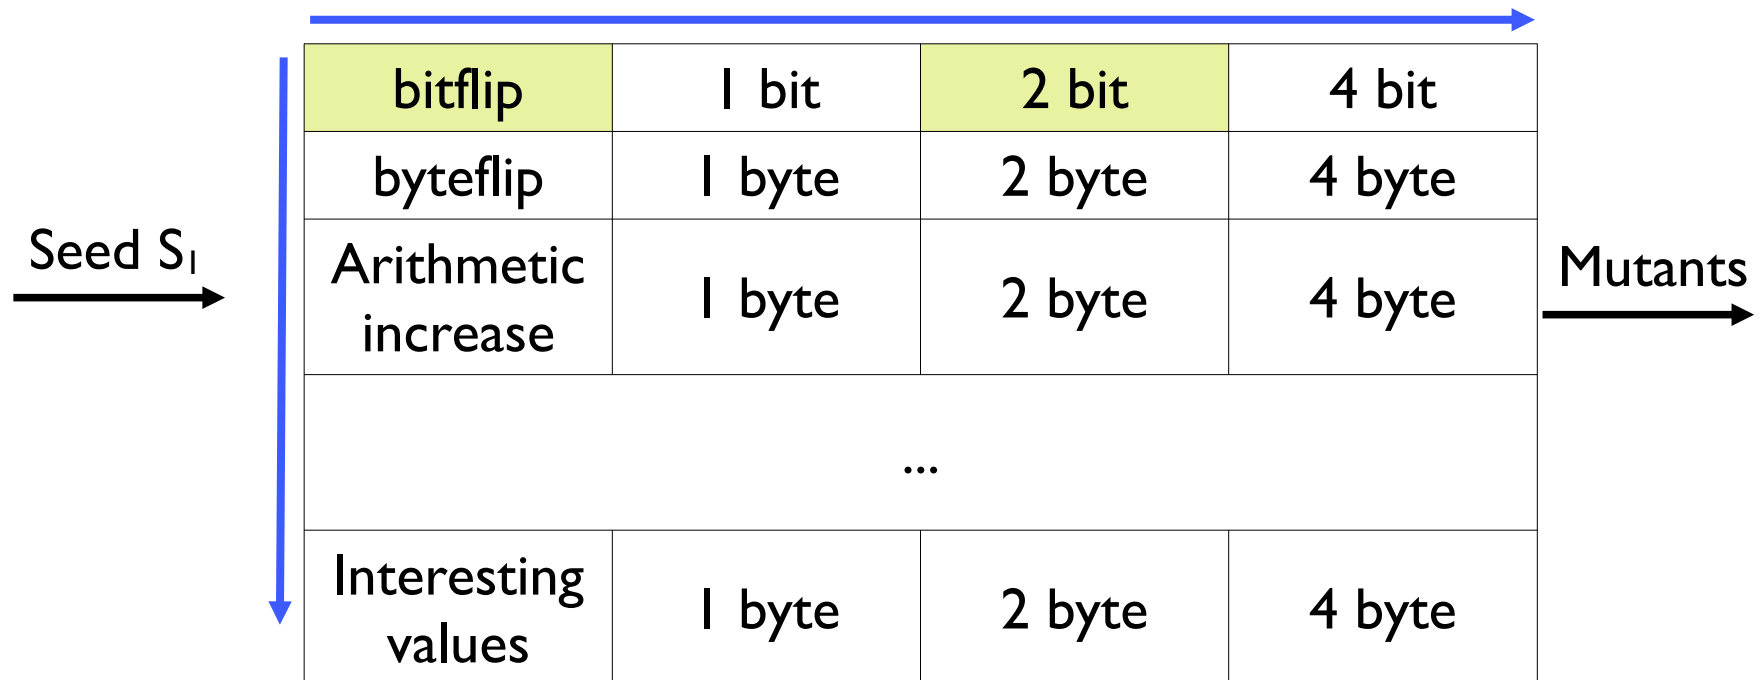 bitflip 1 bit 2 bit 4 bit
byteflip 1 byte 2 byte 4 byte
Seed S₁
Arithmetic
increase
1 byte 2 byte 4 byte
Mutants
...
Interesting
values
1 byte 2 byte 4 byte